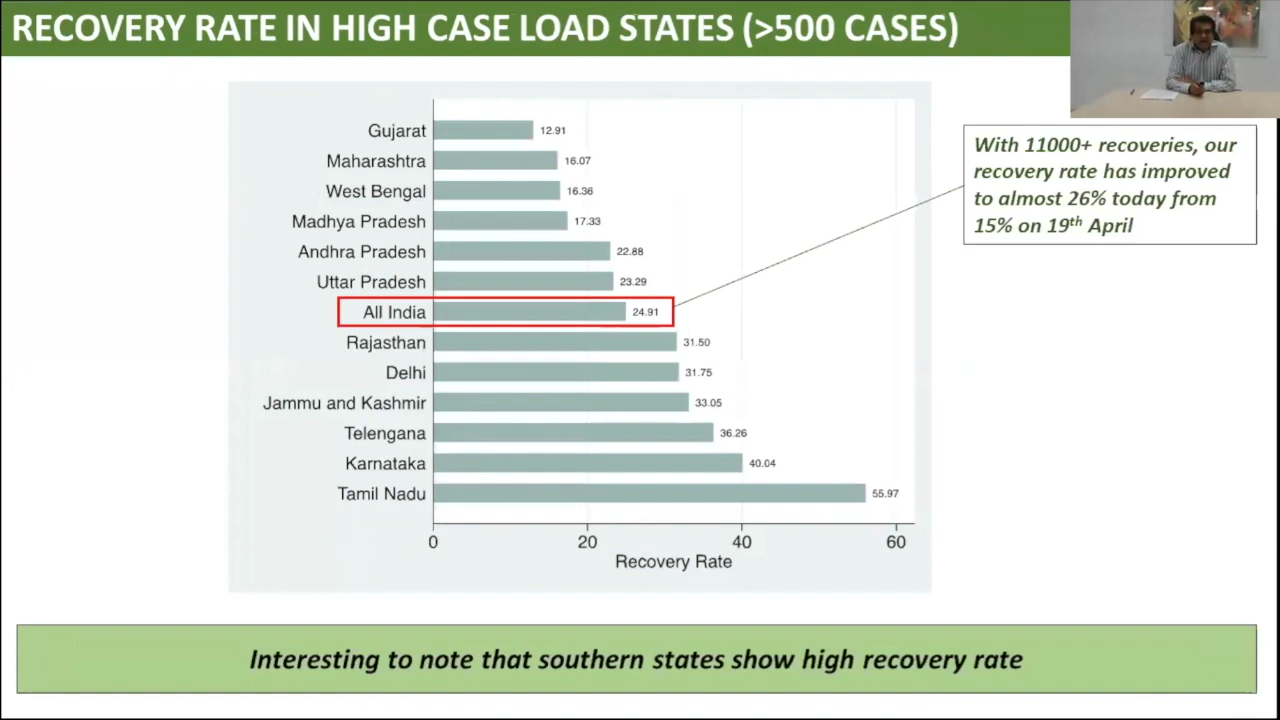 RECOVERY RATE IN HIGH CASE LOAD STATES (>500 CASES)
With 11000+ recoveries, our
recovery rate has improved
to almost 26% today from
15% on 19th April
Gujarat 12.91
Maharashtra 16.07
West Bengal 16.36
Madhya Pradesh 17.33
Andhra Pradesh 22.88
Uttar Pradesh 23.29
All India 24.91
Rajasthan 31.50
Delhi 31.75
Jammu and Kashmir 33.05
Telengana 36.26
Karnataka 40.04
Tamil Nadu 55.97
0 20 40 60
Recovery Rate
Interesting to note that southern states show high recovery rate